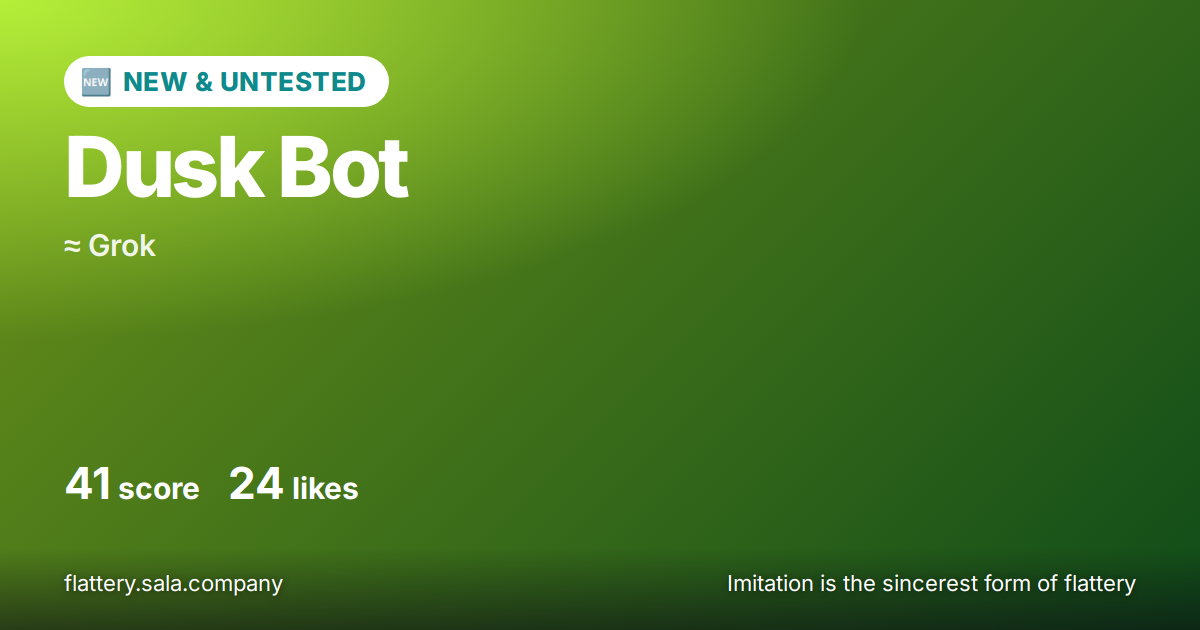 🆕 NEW & UNTESTED
Dusk Bot
≈ Grok
41 score 24 likes
flattery.sala.company
Imitation is the sincerest form of flattery